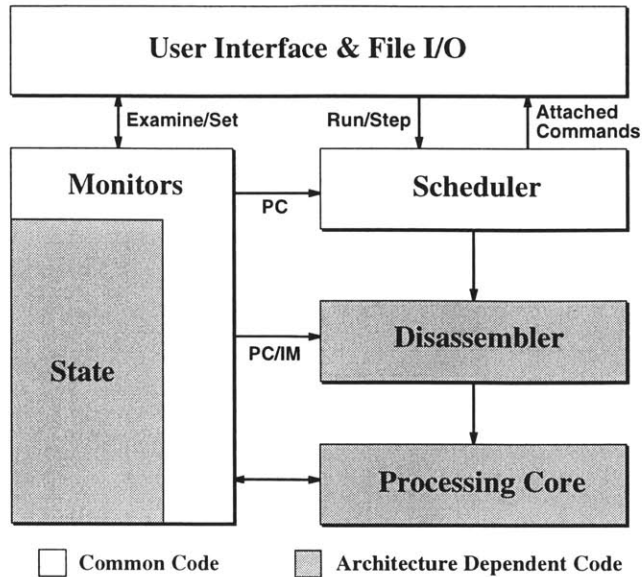 User Interface & File I/O
Examine/Set
Run/Step
Attached
Commands
Monitors
PC
Scheduler
State
PC/IM
Disassembler
Processing Core
Common Code
Architecture Dependent Code